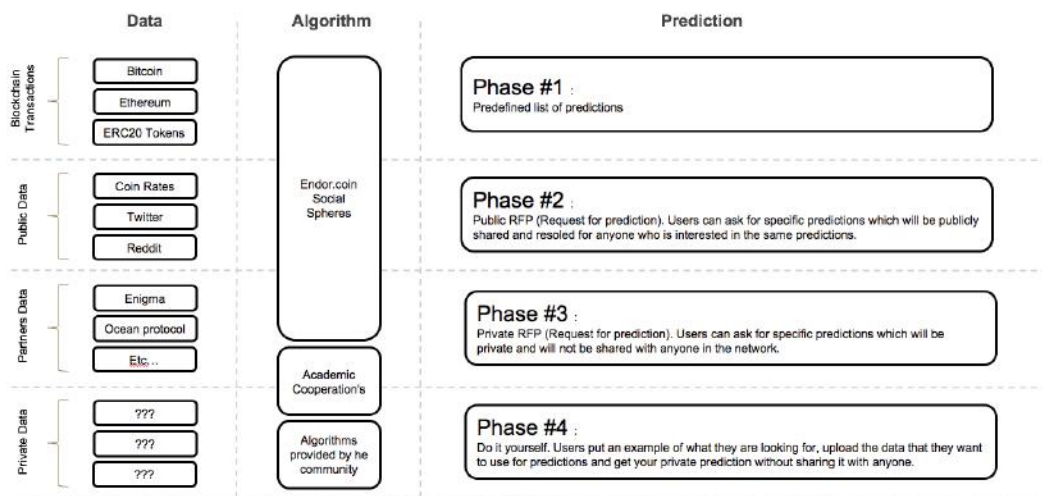 Data
Algorithm
Prediction
Blockchain
Transactions
Bitcoin
Ethereum
ERC20 Tokens
Public Data
Coin Rates
Twitter
Reddit
Partners Data
Enigma
Ocean protocol
Etc...
Private Data
???
???
???
Endor.coin
Social
Spheres
Academic
Cooperation's
Algorithms
provided by he
community
Phase #1 :
Predefined list of predictions
Phase #2 :
Public RFP (Request for prediction). Users can ask for specific predictions which will be publicly
shared and resoled for anyone who is interested in the same predictions.
Phase #3 :
Private RFP (Request for prediction). Users can ask for specific predictions which will be
private and will not be shared with anyone in the network.
Phase #4 :
Do it yourself. Users put an example of what they are looking for, upload the data that they want
to use for predictions and get your private prediction without sharing it with anyone.